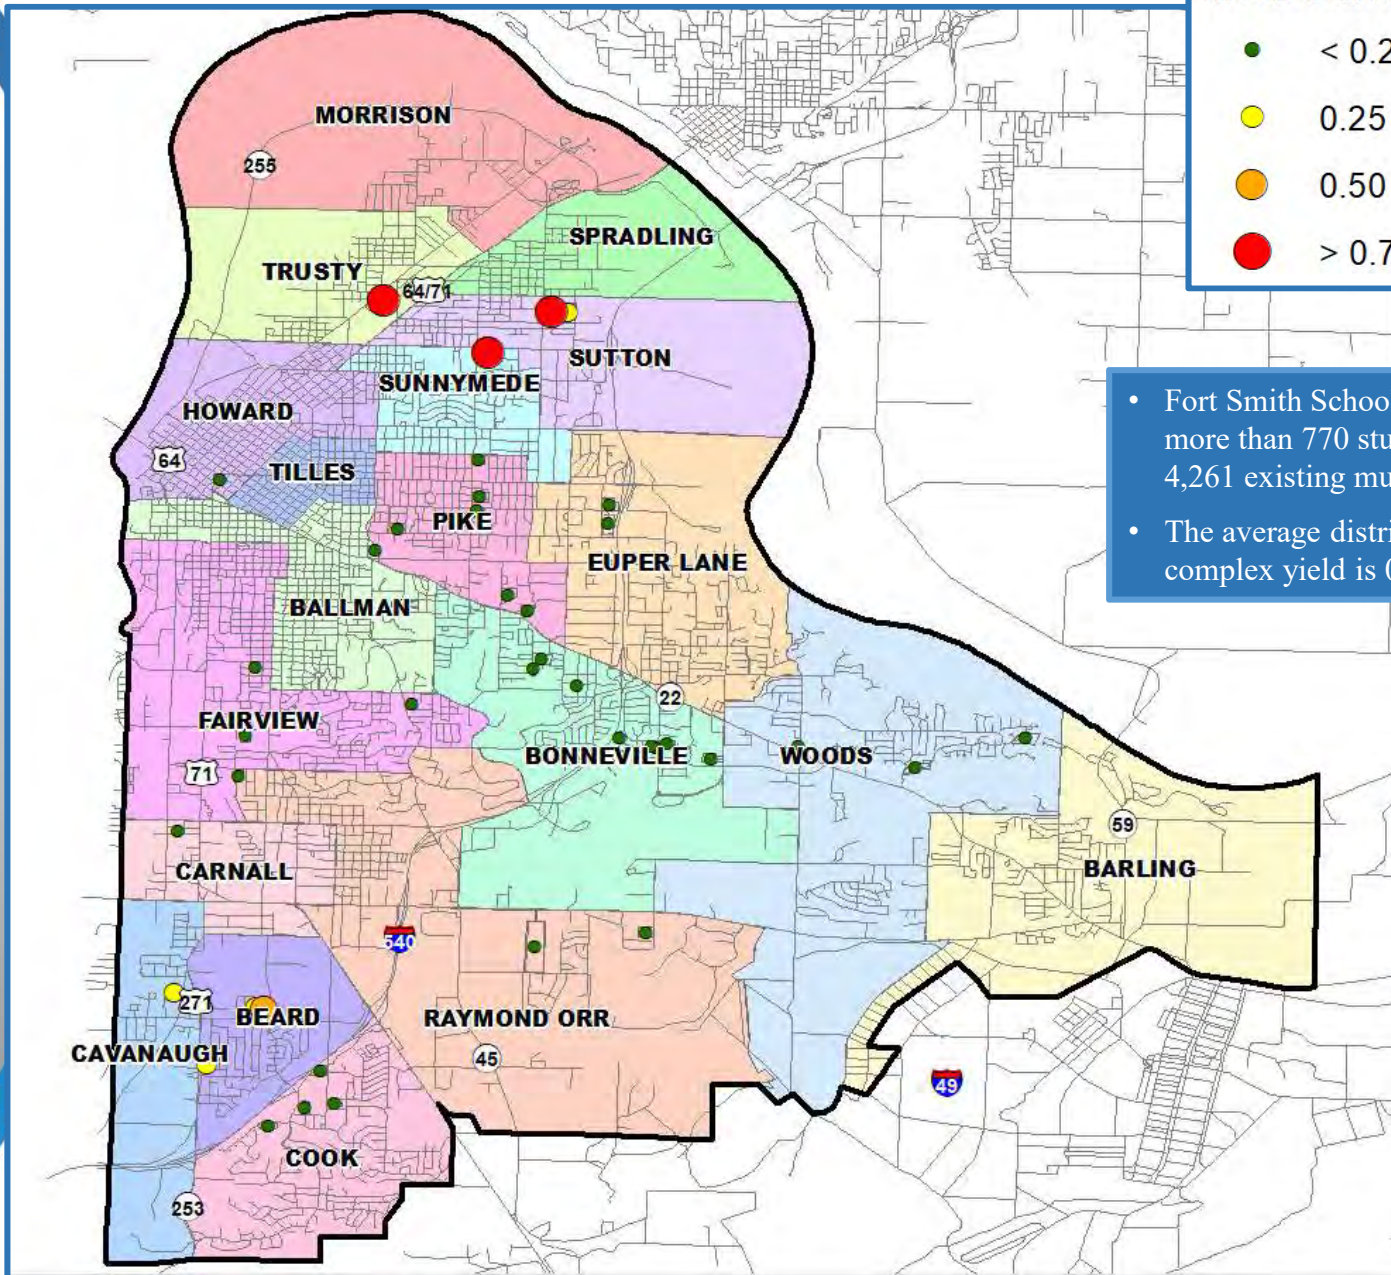 < 0.2
0.25
0.50
> 0.7
MORRISON
255
SPRADLING
TRUSTY
64/71
SUTTON
SUNNYMEDE
HOWARD
64
TILLES
PIKE
EUPER LANE
BALLMAN
22
FAIRVIEW
BONNEVILLE
WOODS
71
59
CARNALL
BARLING
540
271
BEARD
RAYMOND ORR
CAVANAUGH
45
49
COOK
253
• Fort Smith Schoo
more than 770 stu
4,261 existing mu
• The average distri
complex yield is